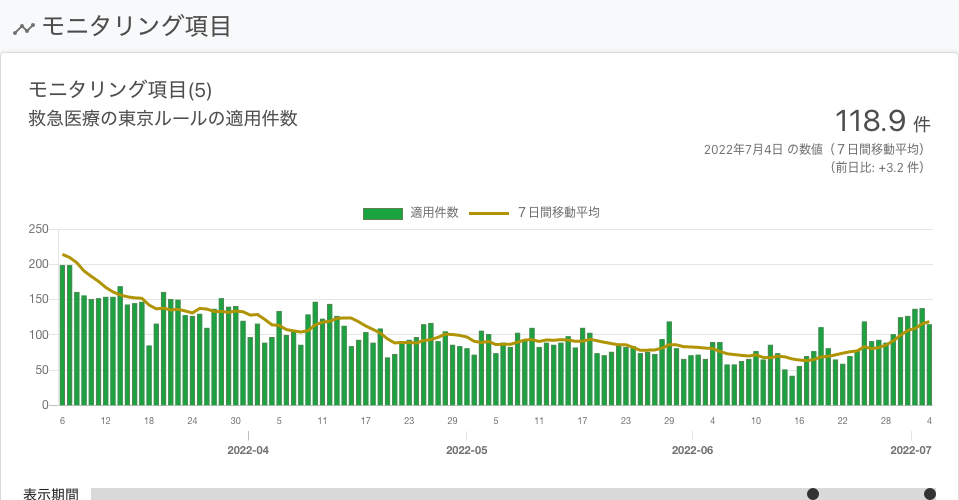 モニタリング項目
モニタリング項目(5)
救急医療の東京ルールの適用件数
118.9 件
2022年7月4日 の数値（７日間移動平均）
（前日比: +3.2 件）
適用件数 ７日間移動平均
250
200
150
100
50
0
6 12 18 24 30 5 11 17 23 29 5 11 17 23 29 4 10 16 22 28 4
2022-04 2022-05 2022-06 2022-07
表示期間